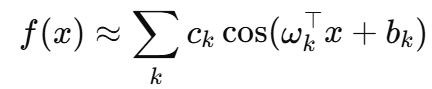 f(x) ≈ ∑_k c_k cos(ω_k^⊤ x + b_k)